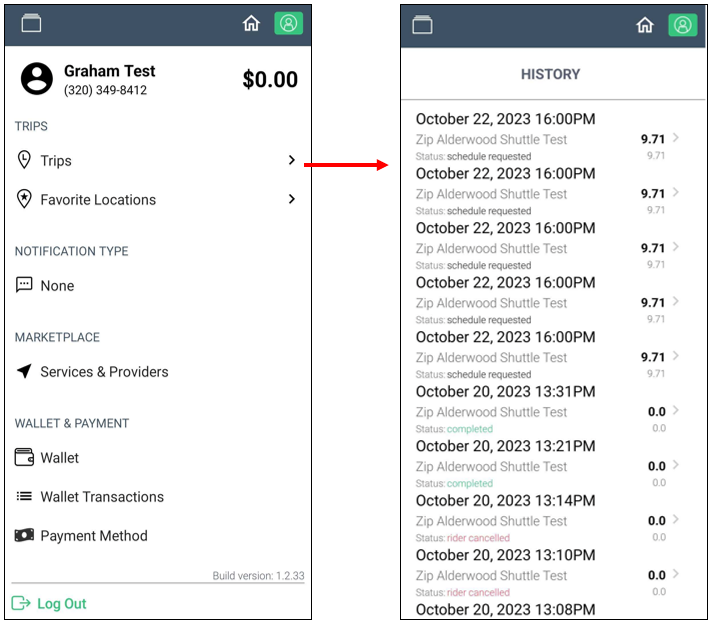 Graham Test
$0.00
(320) 349-8412
TRIPS
Trips
Favorite Locations
NOTIFICATION TYPE
None
MARKETPLACE
Services & Providers
WALLET & PAYMENT
Wallet
Wallet Transactions
Payment Method
Build version: 1.2.33
Log Out
HISTORY
October 22, 2023 16:00PM
Zip Alderwood Shuttle Test 9.71
Status: schedule requested 9.71
October 22, 2023 16:00PM
Zip Alderwood Shuttle Test 9.71
Status: schedule requested 9.71
October 22, 2023 16:00PM
Zip Alderwood Shuttle Test 9.71
Status: schedule requested 9.71
October 22, 2023 16:00PM
Zip Alderwood Shuttle Test 9.71
Status: schedule requested 9.71
October 22, 2023 16:00PM
Zip Alderwood Shuttle Test 9.71
Status: schedule requested 9.71
October 20, 2023 13:31PM
Zip Alderwood Shuttle Test 0.0
Status: completed 0.0
October 20, 2023 13:21PM
Zip Alderwood Shuttle Test 0.0
Status: completed 0.0
October 20, 2023 13:14PM
Zip Alderwood Shuttle Test 0.0
Status: rider cancelled 0.0
October 20, 2023 13:10PM
Zip Alderwood Shuttle Test 0.0
Status: rider cancelled 0.0
October 20, 2023 13:08PM